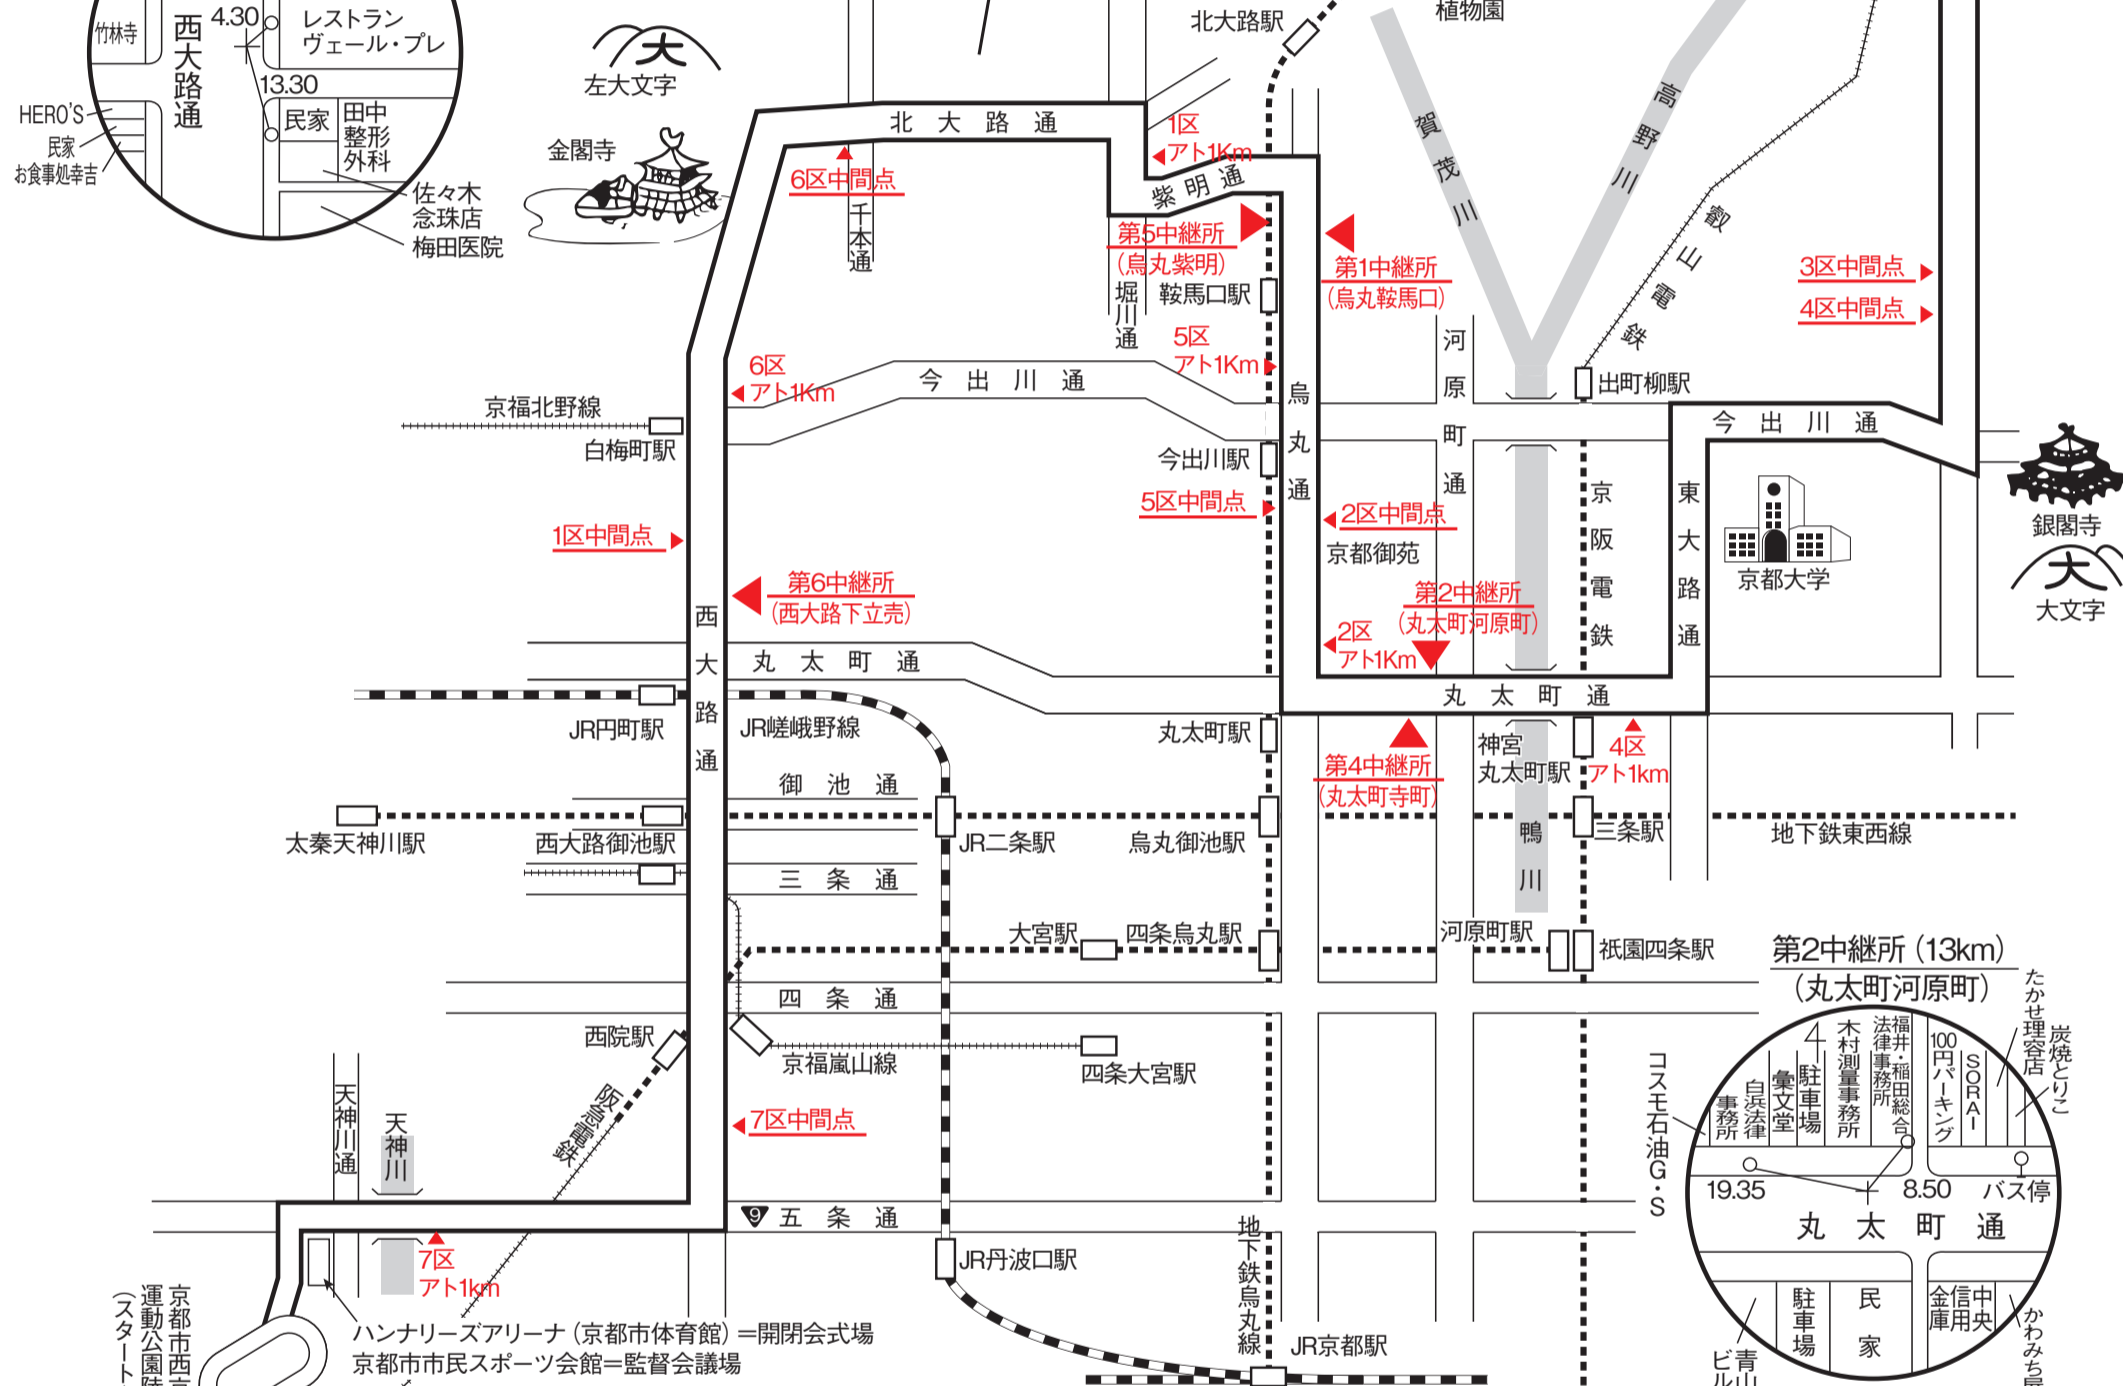 竹林寺
西大路通
4.30
レストラン
ヴェール・プレ
13.30
民家
田中
整形
外科
HERO'S
民家
お食事処幸吉
佐々木
念珠店
梅田医院
大
左大文字
金閣寺
北大路駅
植物園
北大路通
1区
アト1Km
6区中間点
千本通
紫明通
第5中継所
(烏丸紫明)
鞍馬口駅
堀川通
第1中継所
(烏丸鞍馬口)
賀茂川
高野川
叡山電鉄
3区中間点
4区中間点
6区
アト1Km
今出川通
5区
アト1Km
烏丸通
河原町通
出町柳駅
今出川通
京福北野線
白梅町駅
今出川駅
5区中間点
2区中間点
京都御苑
京阪電鉄
東大路通
京都大学
銀閣寺
大
大文字
1区中間点
第6中継所
(西大路下立売)
西大路通
第2中継所
(丸太町河原町)
2区
アト1Km
丸太町通
丸太町通
JR円町駅
JR嵯峨野線
丸太町駅
第4中継所
(丸太町寺町)
神宮
丸太町駅
4区
アト1km
御池通
太秦天神川駅
西大路御池駅
JR二条駅
烏丸御池駅
鴨川
三条駅
地下鉄東西線
三条通
大宮駅
四条烏丸駅
河原町駅
祇園四条駅
四条通
西院駅
京福嵐山線
四条大宮駅
天神川通
天神川
阪急電鉄
7区中間点
9
五条通
7区
アト1km
JR丹波口駅
地下鉄烏丸線
JR京都駅
ハンナリーズアリーナ(京都市体育館)=開閉会式場
京都市市民スポーツ会館=監督会議場
京都市西京
運動公園陸
(スタート
第2中継所(13km)
(丸太町河原町)
コスモ石油G・S
自浜法律
事務所
彙文堂
駐車場
木村測量事務所
福井・稲田総合
法律事務所
100円パーキング
SORAI
たかせ理容店
炭焼とりこ
19.35
8.50
バス停
丸太町通
駐車場
民家
中央
信用
金庫
青山
ビル
かわみち屋